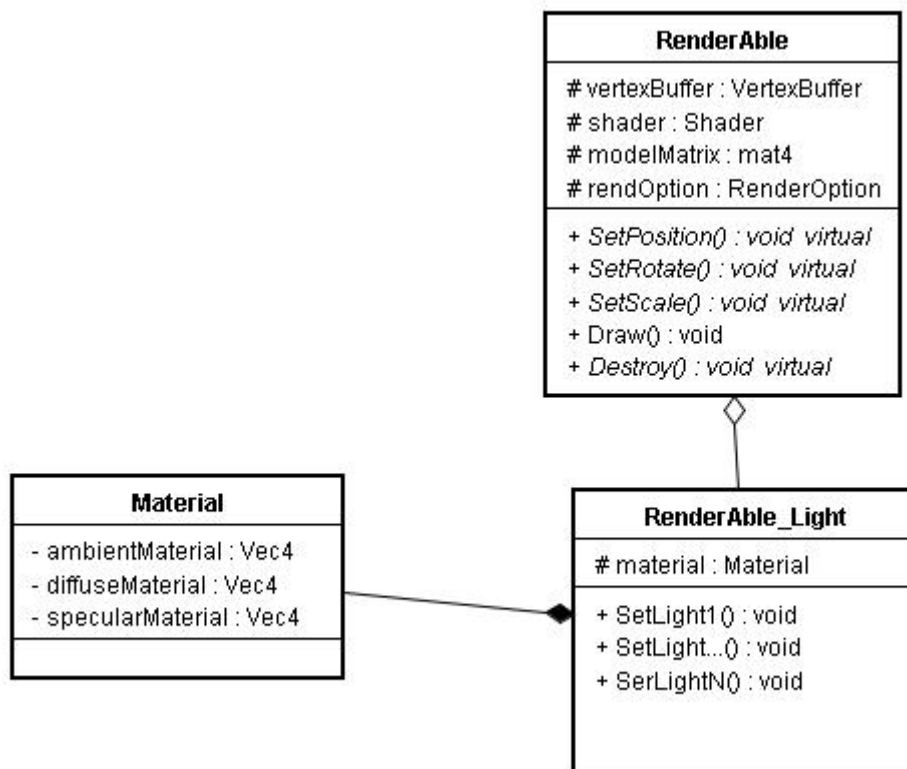 RenderAble
# vertexBuffer : VertexBuffer
# shader : Shader
# modelMatrix : mat4
# rendOption : RenderOption
+ SetPosition() : void virtual
+ SetRotate() : void virtual
+ SetScale() : void virtual
+ Draw() : void
+ Destroy() : void virtual
Material
- ambientMaterial : Vec4
- diffuseMaterial : Vec4
- specularMaterial : Vec4
RenderAble_Light
# material : Material
+ SetLight1() : void
+ SetLight...() : void
+ SerLightN() : void